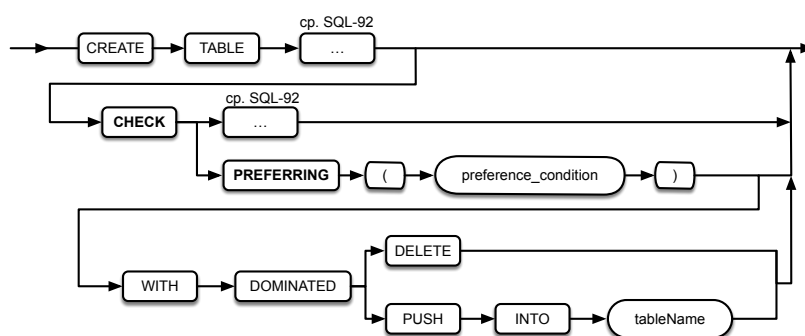 cp. SQL-92
CREATE TABLE ...
cp. SQL-92
CHECK ...
PREFERRING ( preference_condition )
DELETE
WITH DOMINATED
PUSH INTO tableName